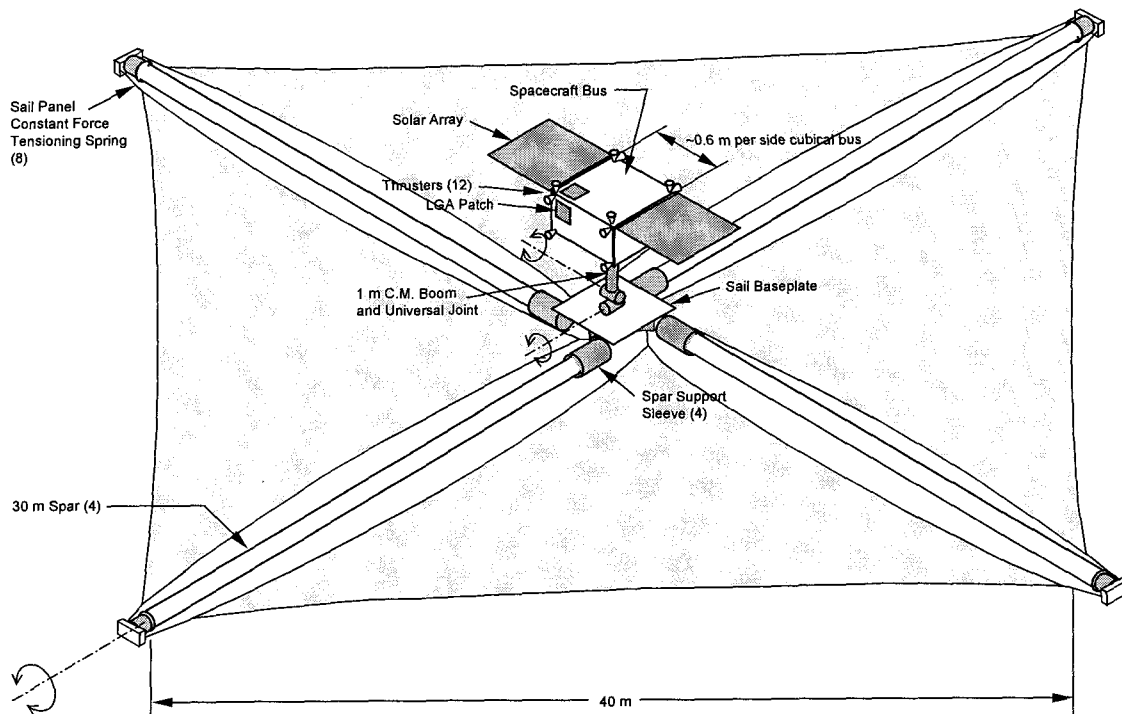 Spacecraft Bus
Sail Panel
Constant Force
Tensioning Spring
(8)
Solar Array
~0.6 m per side cubical bus
Thrusters (12)
LGA Patch
1 m C.M. Boom
and Universal Joint
Sail Baseplate
Spar Support
Sleeve (4)
30 m Spar (4)
40 m